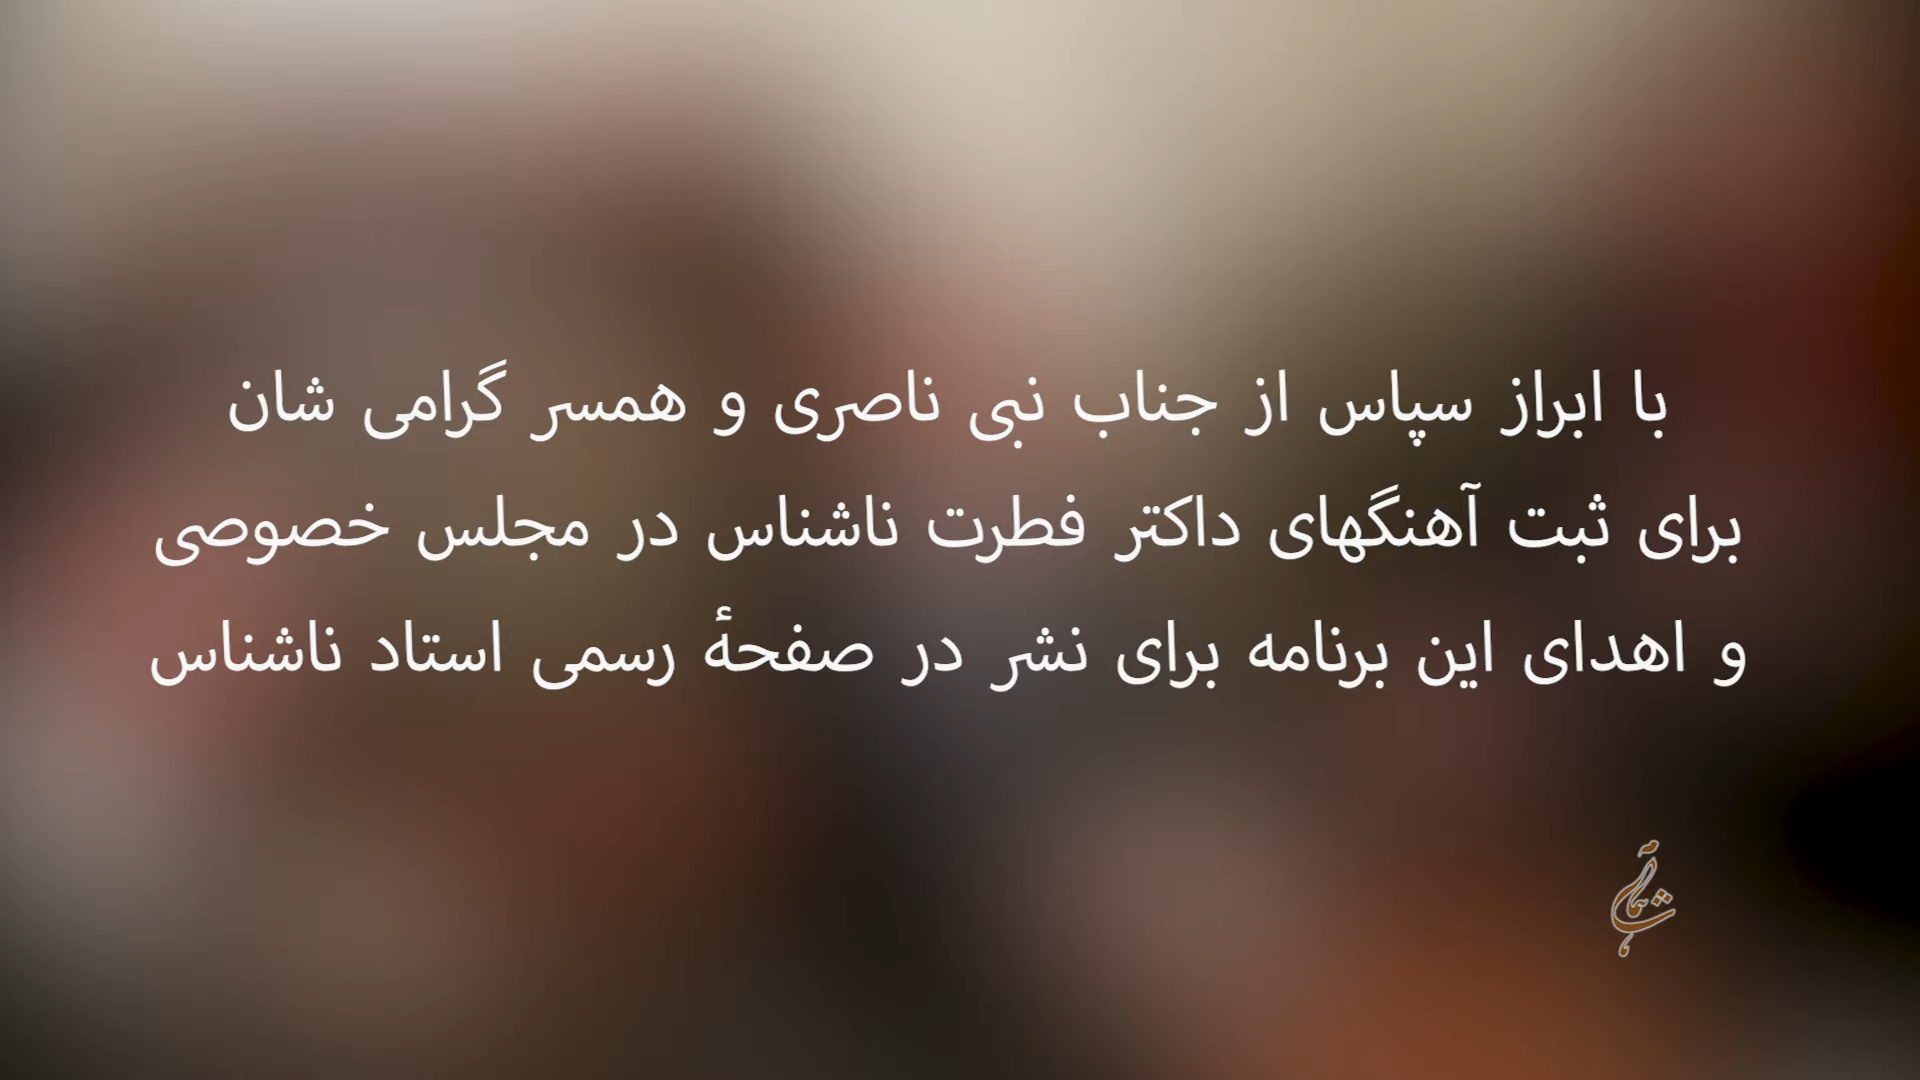 با ابراز سپاس از جناب نبی ناصری و همسر گرامی شان
برای ثبت آهنگهای داکتر فطرت ناشناس در مجلس خصوصی
و اهدای این برنامه برای نشر در صفحهٔ رسمی استاد ناشناس